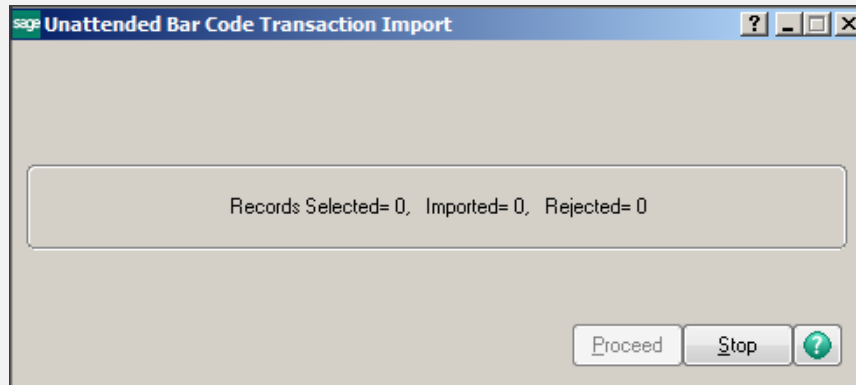 sage Unattended Bar Code Transaction Import
Records Selected= 0, Imported= 0, Rejected= 0
Proceed Stop